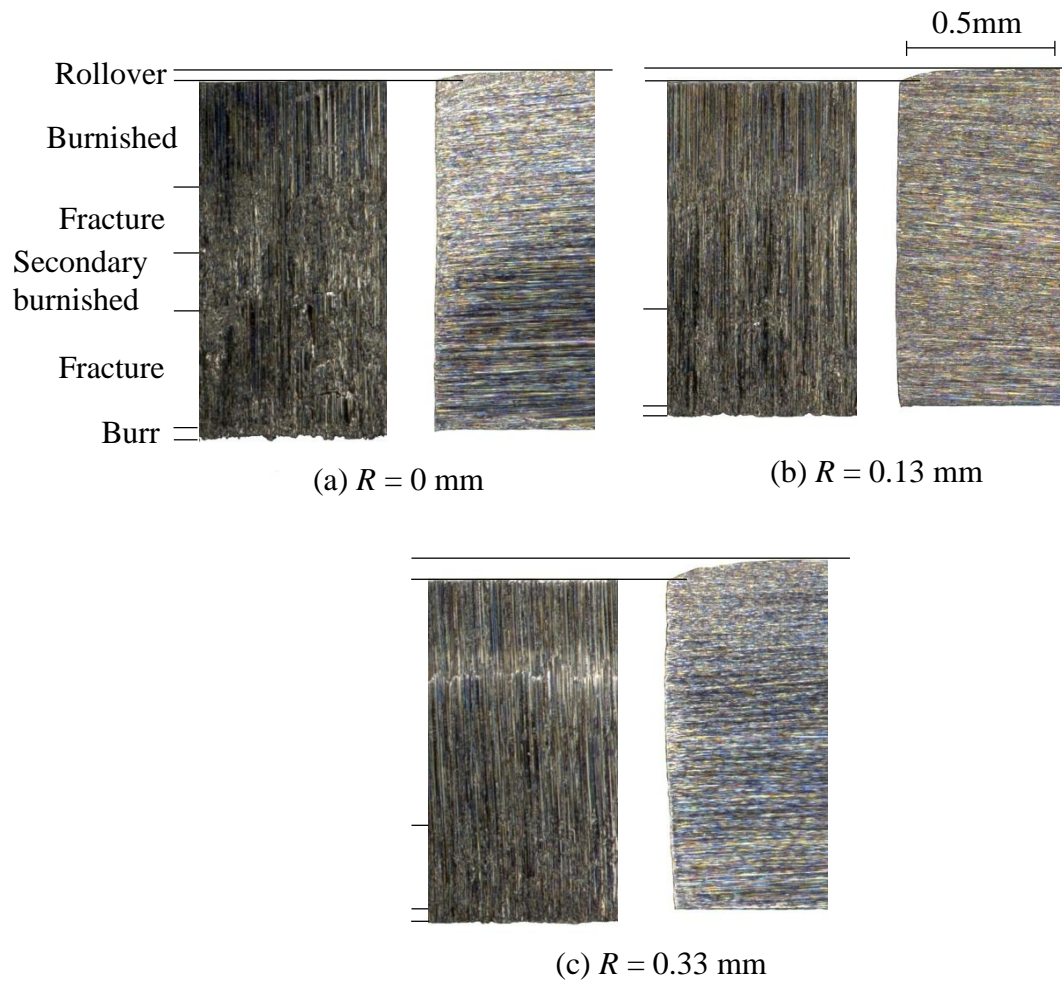 0.5mm
Rollover
Burnished
Fracture
Secondary
burnished
Fracture
Burr
(a) R = 0 mm
(b) R = 0.13 mm
(c) R = 0.33 mm